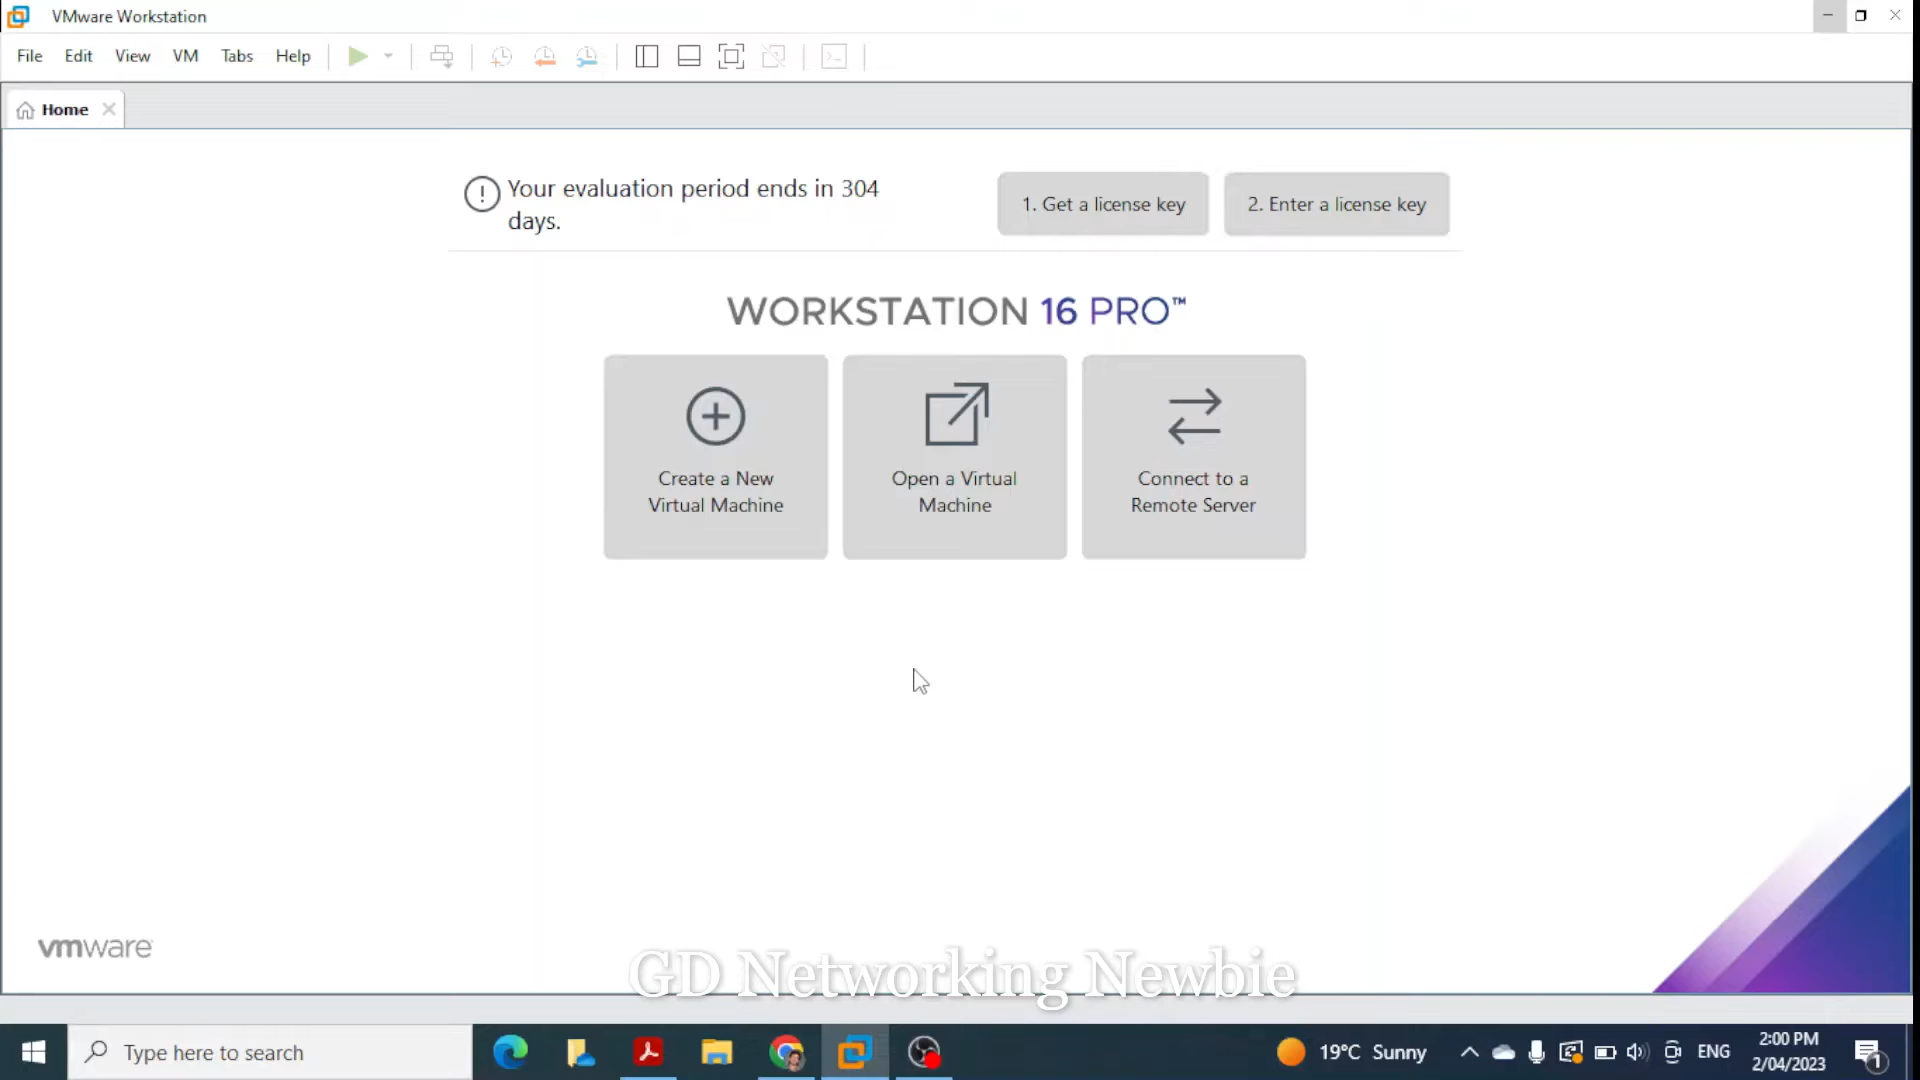 VMware Workstation
File Edit View VM Tabs Help
Home
Your evaluation period ends in 304
days.
1. Get a license key
2. Enter a license key
WORKSTATION 16 PRO™
Create a New
Virtual Machine
Open a Virtual
Machine
Connect to a
Remote Server
vmware
GD Networking Newbie
Type here to search
19°C Sunny
ENG
2:00 PM
2/04/2023
1